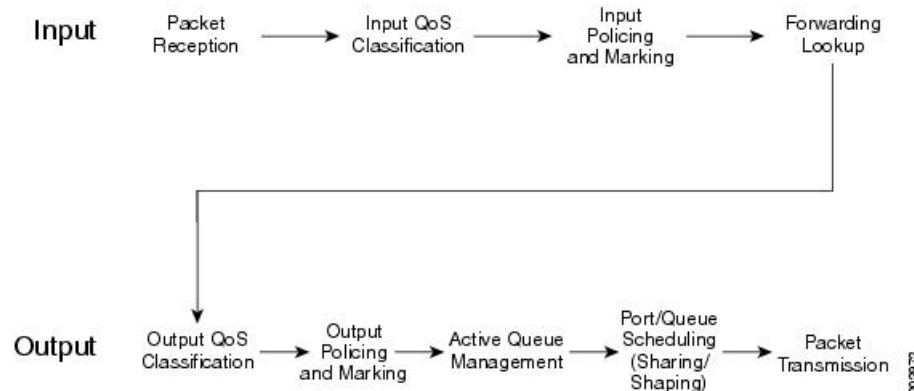 Input
Packet
Reception
Input QoS
Classification
Input
Policing
and Marking
Forwarding
Lookup
Output
Output QoS
Classification
Output
Policing
and Marking
Active Queue
Management
Port/Queue
Scheduling
(Sharing/
Shaping)
Packet
Transmission